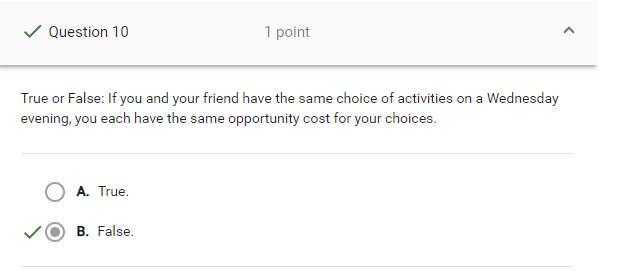 Question 10
1 point
True or False: If you and your friend have the same choice of activities on a Wednesday
evening, you each have the same opportunity cost for your choices.
A. True.
B. False.